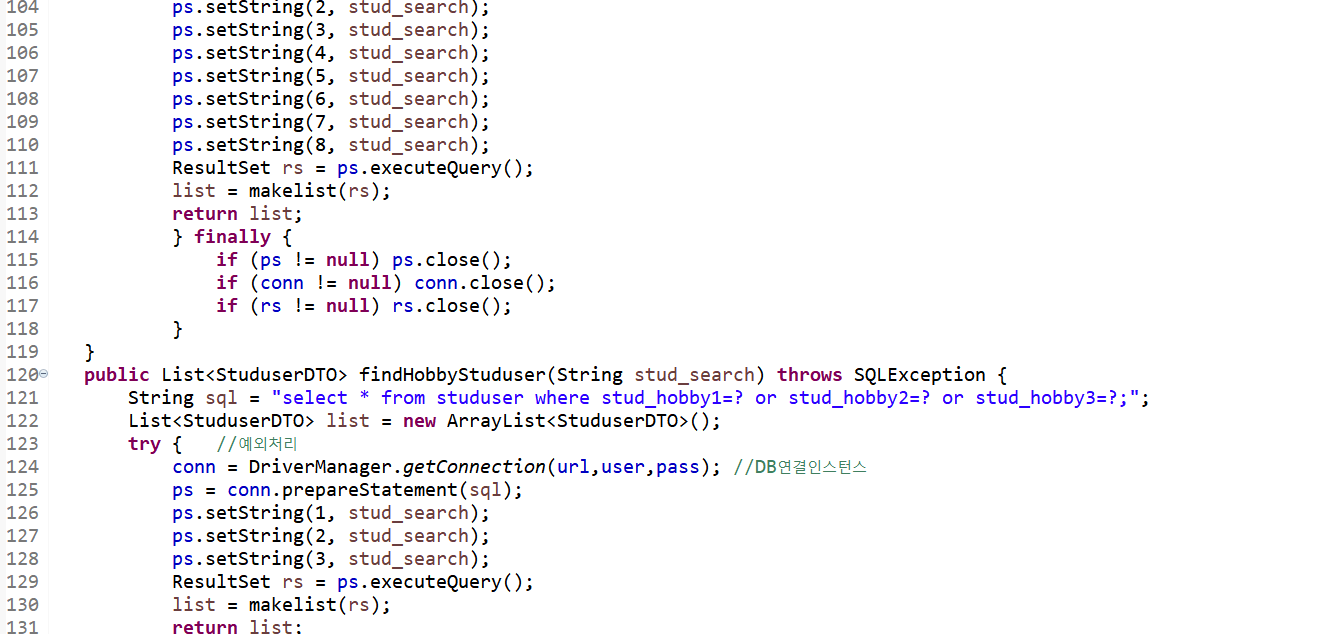 104 ps.setString(2, stud_search);
105 ps.setString(3, stud_search);
106 ps.setString(4, stud_search);
107 ps.setString(5, stud_search);
108 ps.setString(6, stud_search);
109 ps.setString(7, stud_search);
110 ps.setString(8, stud_search);
111 ResultSet rs = ps.executeQuery();
112 list = makelist(rs);
113 return list;
114 } finally {
115 if (ps != null) ps.close();
116 if (conn != null) conn.close();
117 if (rs != null) rs.close();
118 }
119 }
120 public List<StuduserDTO> findHobbyStuduser(String stud_search) throws SQLException {
121 String sql = "select * from studuser where stud_hobby1=? or stud_hobby2=? or stud_hobby3=?;";
122 List<StuduserDTO> list = new ArrayList<StuduserDTO>();
123 try { //예외처리
124 conn = DriverManager.getConnection(url,user,pass); //DB연결인스턴스
125 ps = conn.prepareStatement(sql);
126 ps.setString(1, stud_search);
127 ps.setString(2, stud_search);
128 ps.setString(3, stud_search);
129 ResultSet rs = ps.executeQuery();
130 list = makelist(rs);
131 return list: